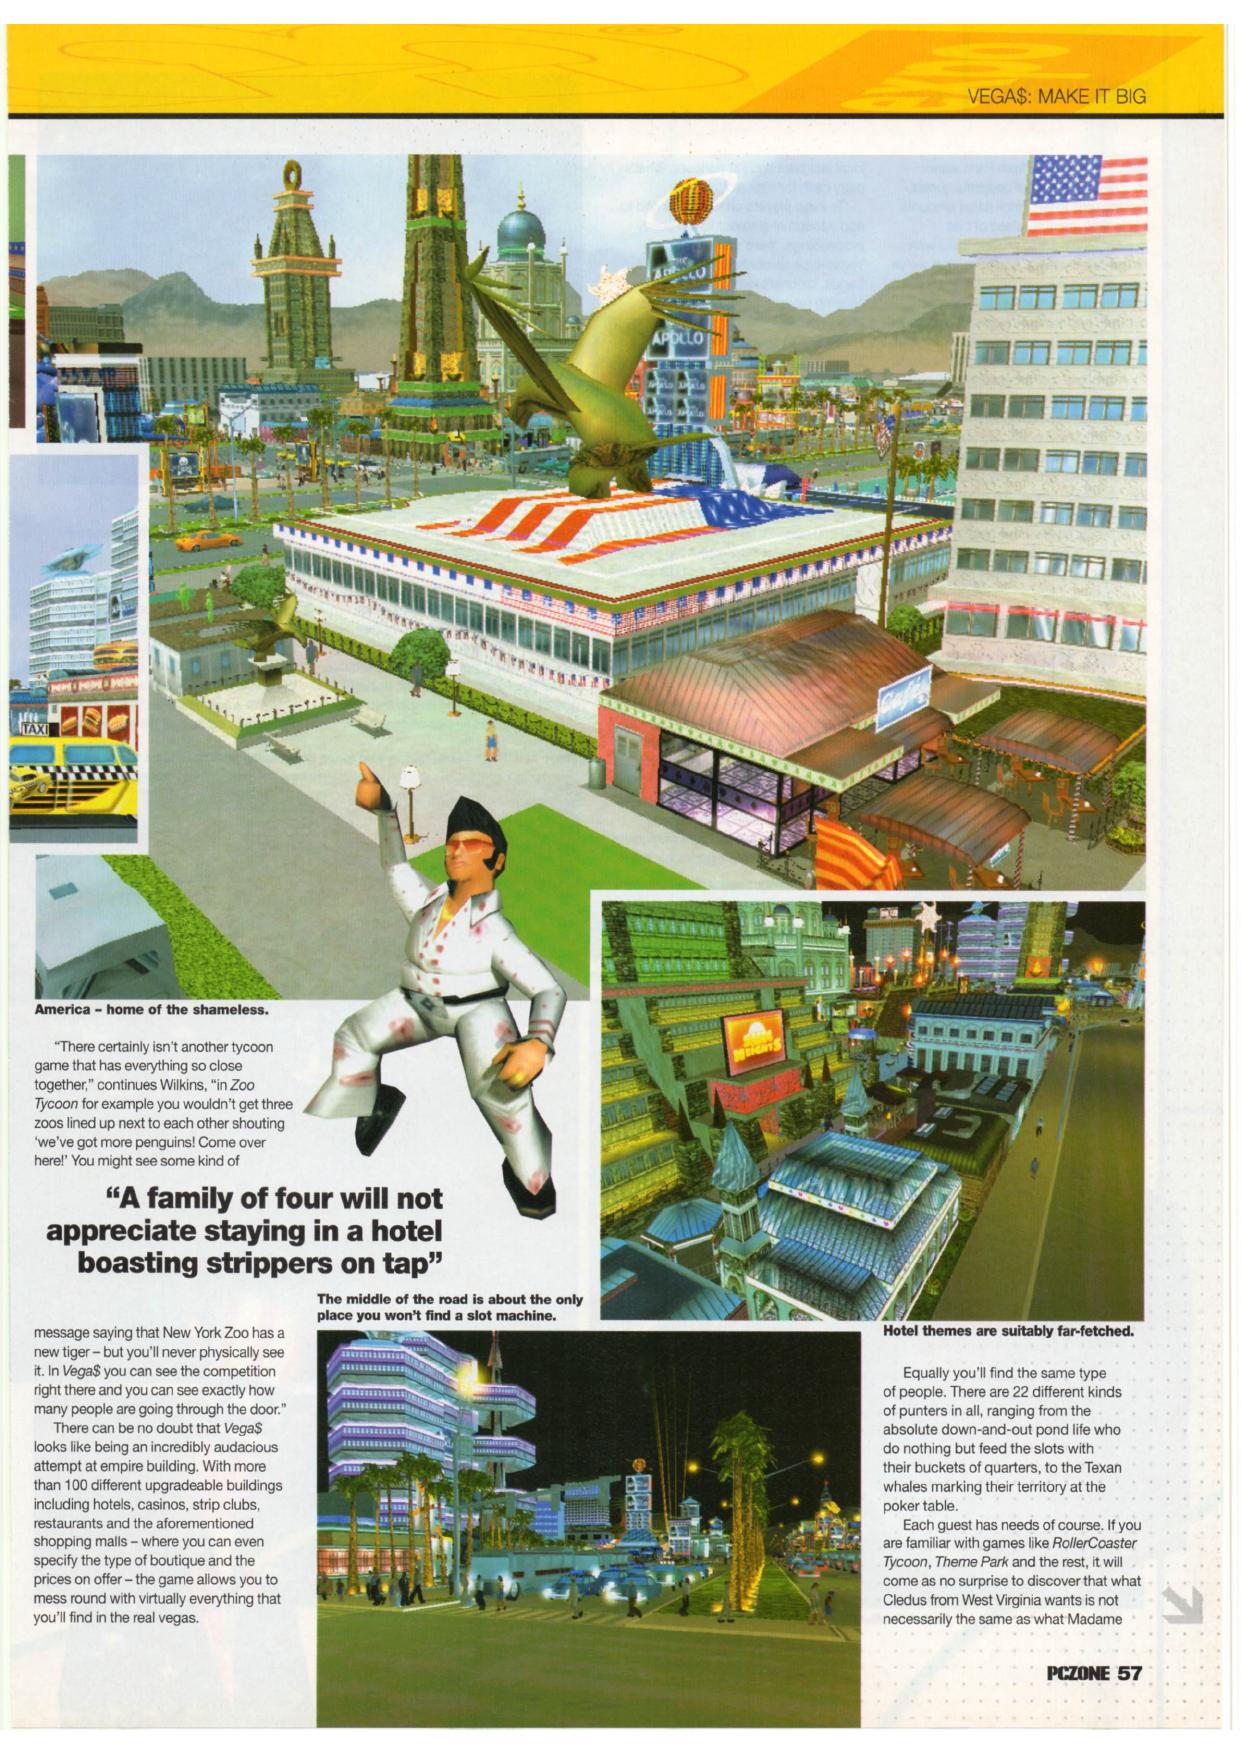 VEGA$: MAKE IT BIG
APOLLO
APOLLO
Café
TAXI
America – home of the shameless.
“There certainly isn’t another tycoon
game that has everything so close
together,” continues Wilkins, “in Zoo
Tycoon for example you wouldn’t get three
zoos lined up next to each other shouting
‘we’ve got more penguins! Come over
here!’ You might see some kind of
“A family of four will not
appreciate staying in a hotel
boasting strippers on tap”
message saying that New York Zoo has a
new tiger – but you’ll never physically see
it. In Vega$ you can see the competition
right there and you can see exactly how
many people are going through the door.”
There can be no doubt that Vega$
looks like being an incredibly audacious
attempt at empire building. With more
than 100 different upgradeable buildings
including hotels, casinos, strip clubs,
restaurants and the aforementioned
shopping malls – where you can even
specify the type of boutique and the
prices on offer – the game allows you to
mess round with virtually everything that
you’ll find in the real vegas.
The middle of the road is about the only
place you won’t find a slot machine.
SUN
HEIGHTS
Hotel themes are suitably far-fetched.
Equally you’ll find the same type
of people. There are 22 different kinds
of punters in all, ranging from the
absolute down-and-out pond life who
do nothing but feed the slots with
their buckets of quarters, to the Texan
whales marking their territory at the
poker table.
Each guest has needs of course. If you
are familiar with games like RollerCoaster
Tycoon, Theme Park and the rest, it will
come as no surprise to discover that what
Cledus from West Virginia wants is not
necessarily the same as what Madame
PCZONE 57